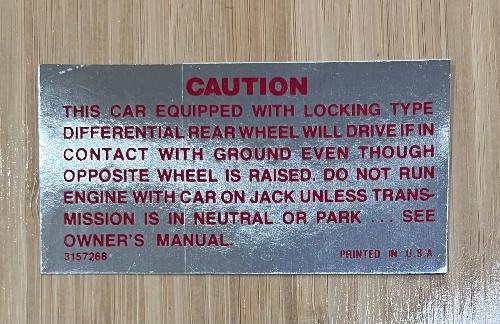 CAUTION
THIS CAR EQUIPPED WITH LOCKING TYPE
DIFFERENTIAL REAR WHEEL WILL DRIVE IF IN
CONTACT WITH GROUND EVEN THOUGH
OPPOSITE WHEEL IS RAISED. DO NOT RUN
ENGINE WITH CAR ON JACK UNLESS TRANS-
MISSION IS IN NEUTRAL OR PARK ... SEE
OWNER'S MANUAL.
3157268 PRINTED IN U.S.A